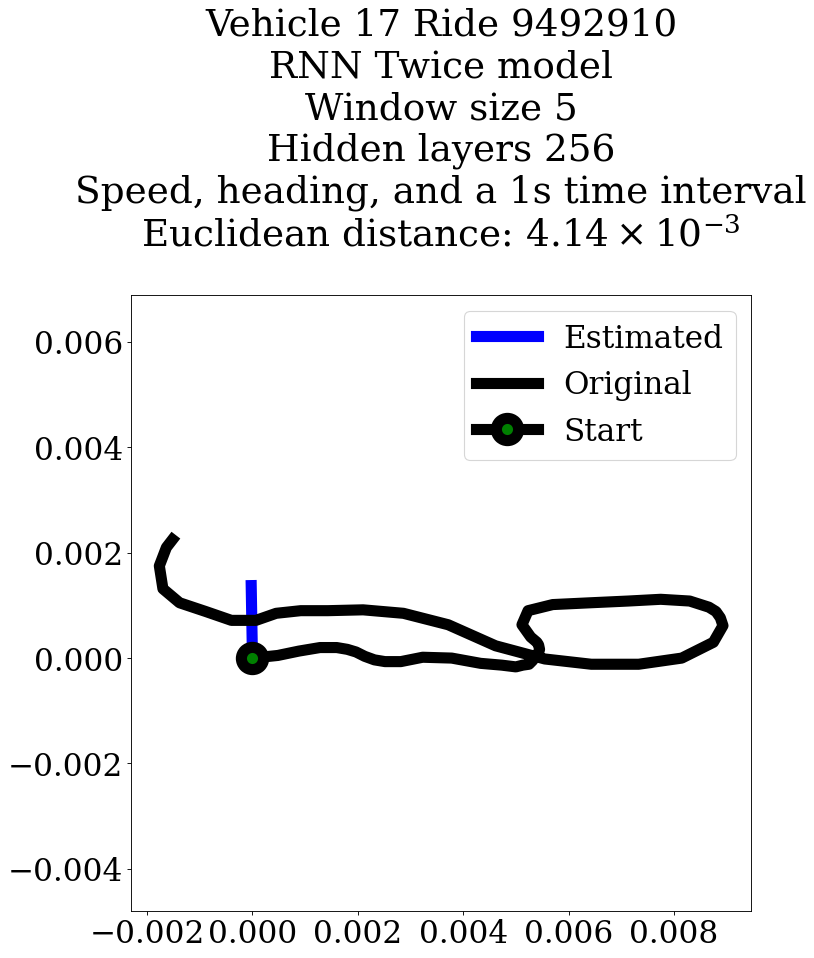 Vehicle 17 Ride 9492910
RNN Twice model
Window size 5
Hidden layers 256
Speed, heading, and a 1s time interval
Euclidean distance: 4.14 × 10⁻³
Estimated
Original
Start
0.006
0.004
0.002
0.000
−0.002
−0.004
−0.002 0.000 0.002 0.004 0.006 0.008